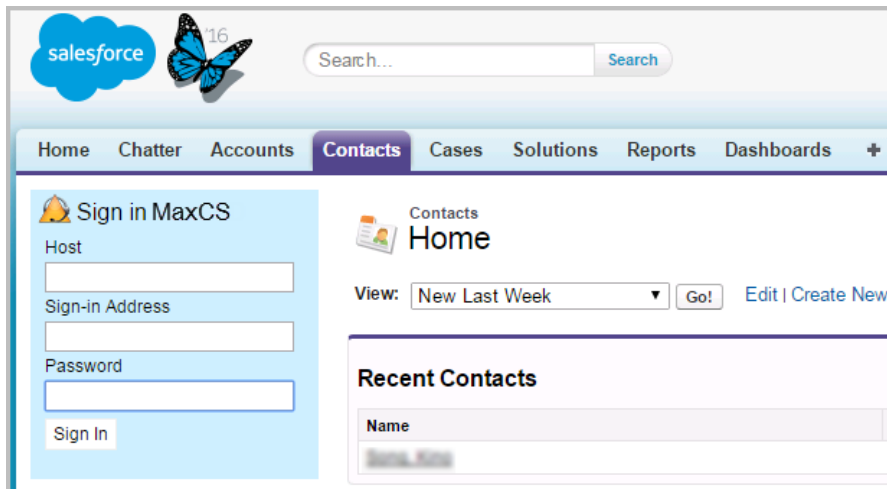 salesforce
'16
Search...
Search
Home Chatter Accounts Contacts Cases Solutions Reports Dashboards +
Sign in MaxCS
Host
Sign-in Address
Password
Sign In
Contacts
Home
View: New Last Week Go! Edit | Create New
Recent Contacts
Name